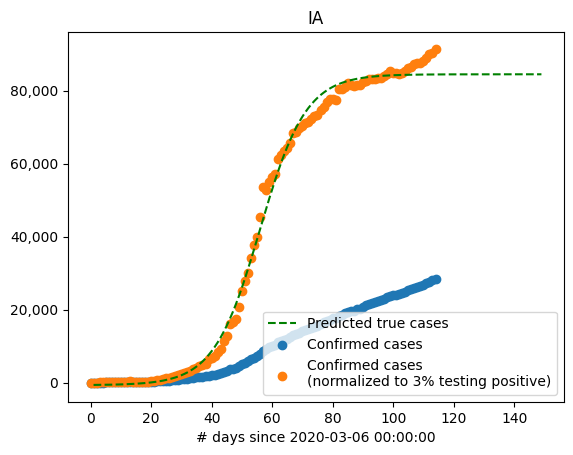 IA
80,000
60,000
40,000
20,000
0
Predicted true cases
Confirmed cases
Confirmed cases
(normalized to 3% testing positive)
0 20 40 60 80 100 120 140
# days since 2020-03-06 00:00:00